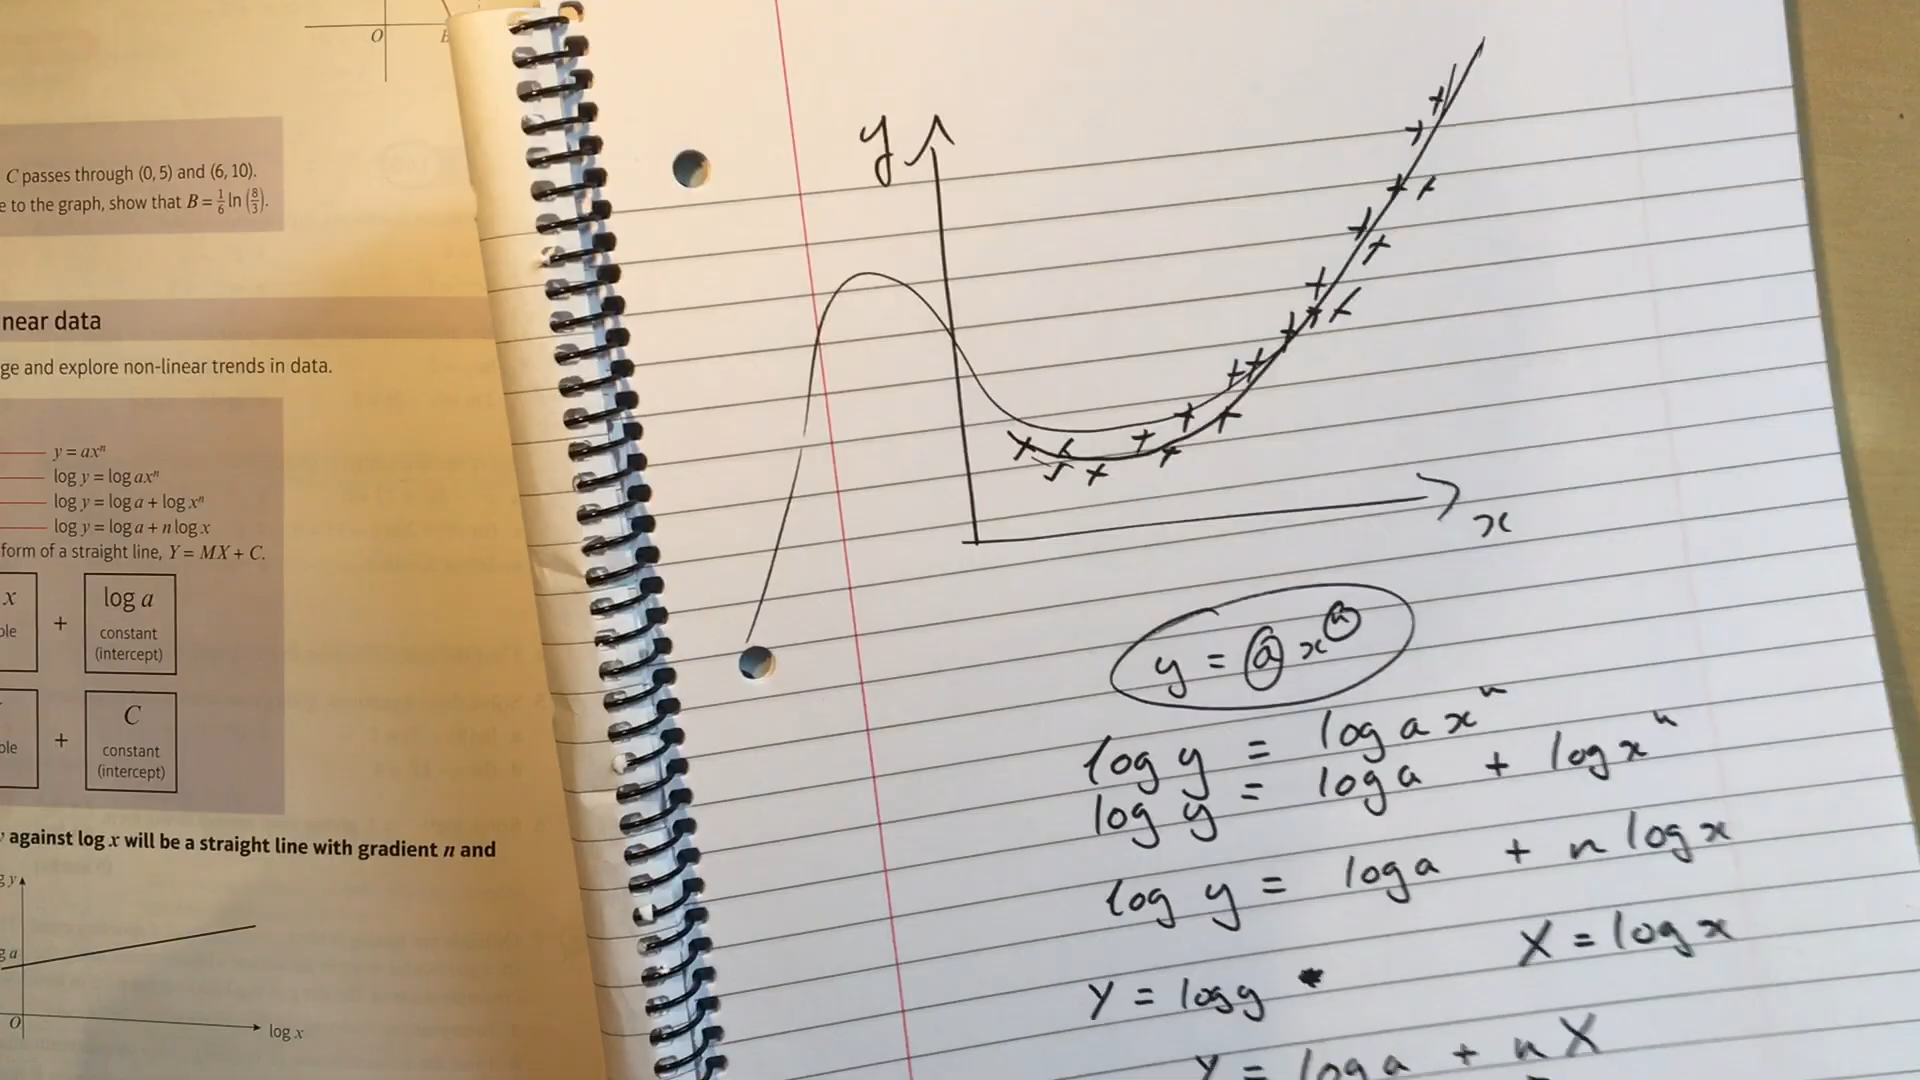 O
C passes through (0, 5) and (6, 10).
e to the graph, show that B = 1/6 ln (8/3).
near data
ge and explore non-linear trends in data.
y = axⁿ
log y = log axⁿ
log y = log a + log xⁿ
log y = log a + n log x
form of a straight line, Y = MX + C.
x + log a
ble constant
(intercept)
+ C
ble constant
(intercept)
against log x will be a straight line with gradient n and
g y
g a
O
log x
y
x
y = a xⁿ
log y = log a xⁿ
log y = log a + log xⁿ
log y = log a + n log x
X = log x
Y = log y
Y = log a + n X